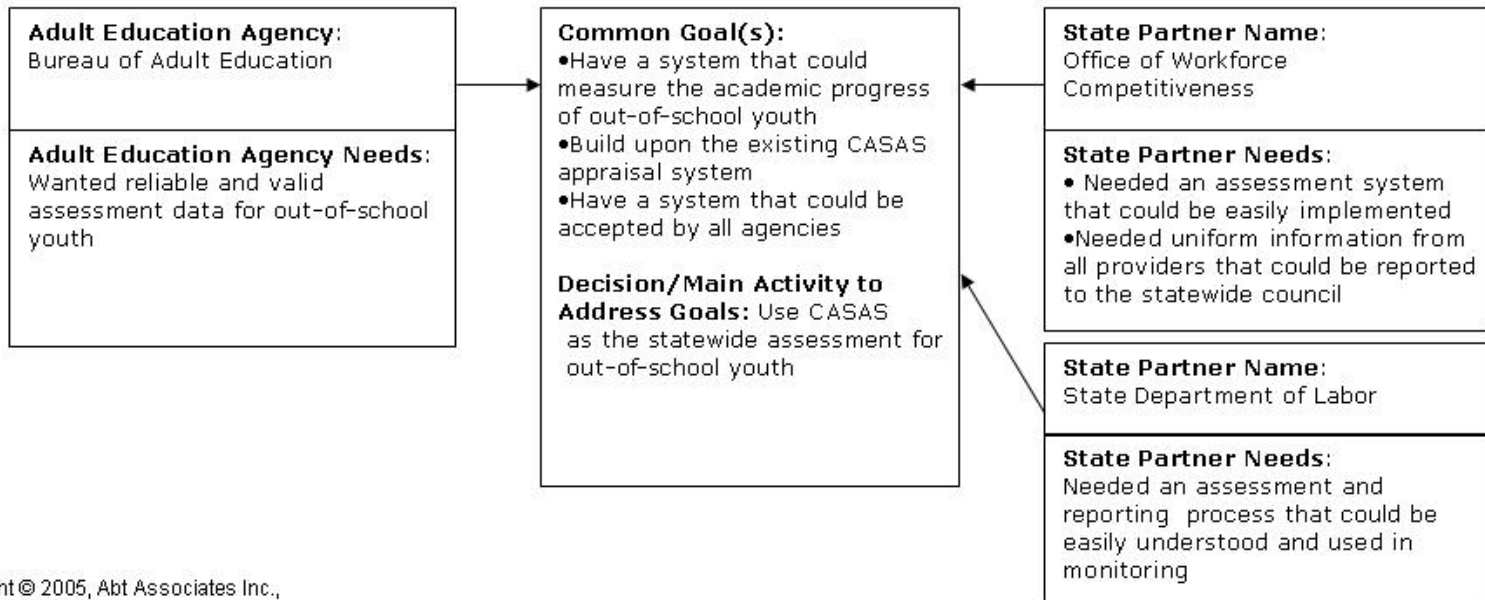 Adult Education Agency:
Bureau of Adult Education
Adult Education Agency Needs:
Wanted reliable and valid
assessment data for out-of-school
youth
Common Goal(s):
•Have a system that could
measure the academic progress
of out-of-school youth
•Build upon the existing CASAS
appraisal system
•Have a system that could be
accepted by all agencies
Decision/Main Activity to
Address Goals: Use CASAS
as the statewide assessment for
out-of-school youth
State Partner Name:
Office of Workforce
Competitiveness
State Partner Needs:
• Needed an assessment system
that could be easily implemented
•Needed uniform information from
all providers that could be reported
to the statewide council
State Partner Name:
State Department of Labor
State Partner Needs:
Needed an assessment and
reporting process that could be
easily understood and used in
monitoring
© 2005, Abt Associates Inc.,